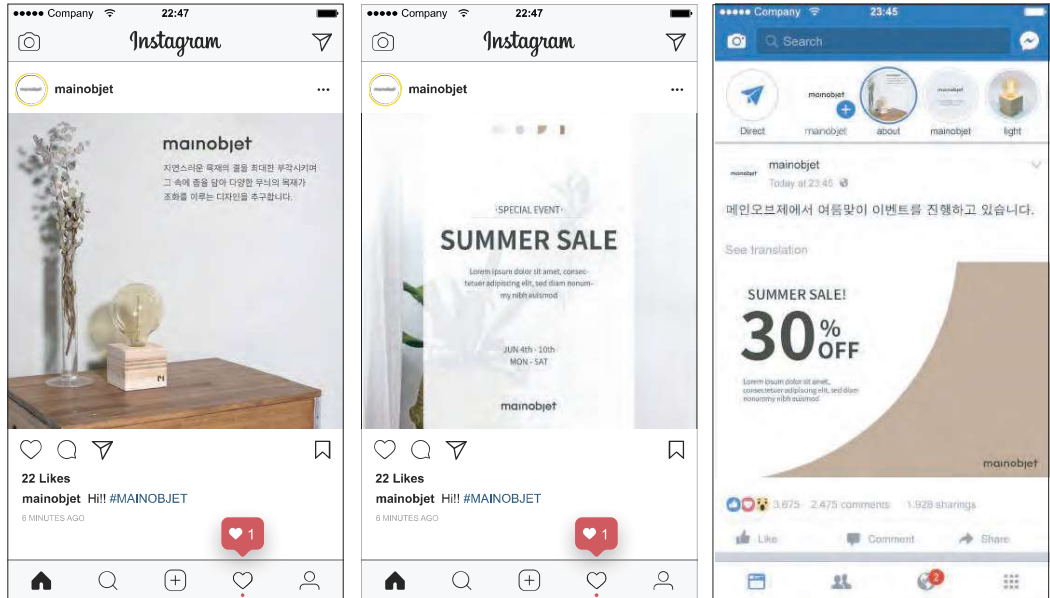 Company 22:47
Instagram
mainobjet
mainobjet
지연스러운 목재의 결을 최대한 부각시키며
그 속에 홈을 담아 다양한 무늬의 목재가
조화를 이루는 디자인을 추구합니다.
22 Likes
mainobjet Hi!! #MAINOBJET
6 MINUTES AGO
1
Company 22:47
Instagram
mainobjet
·SPECIAL EVENT·
SUMMER SALE
Lorem ipsum dolor sit amet, consec-
tetuer adipiscing elit, sed diam nonum-
my nibh euismod
JUN 4th - 10th
MON - SAT
mainobjet
22 Likes
mainobjet Hi!! #MAINOBJET
6 MINUTES AGO
1
Company 23:45
Search
mainobjet
mainobjet
Direct mainobjet about mainobjet light
mainobjet
mainobjet
Today at 23:45
메인오브제에서 여름맞이 이벤트를 진행하고 있습니다.
See translation
SUMMER SALE!
30% OFF
Lorem ipsum dolor sit amet,
consectetuer adipiscing elit, sed diam
nonummy nibh euismod
mainobjet
3.675 2.475 comments 1.928 sharings
Like Comment Share
2